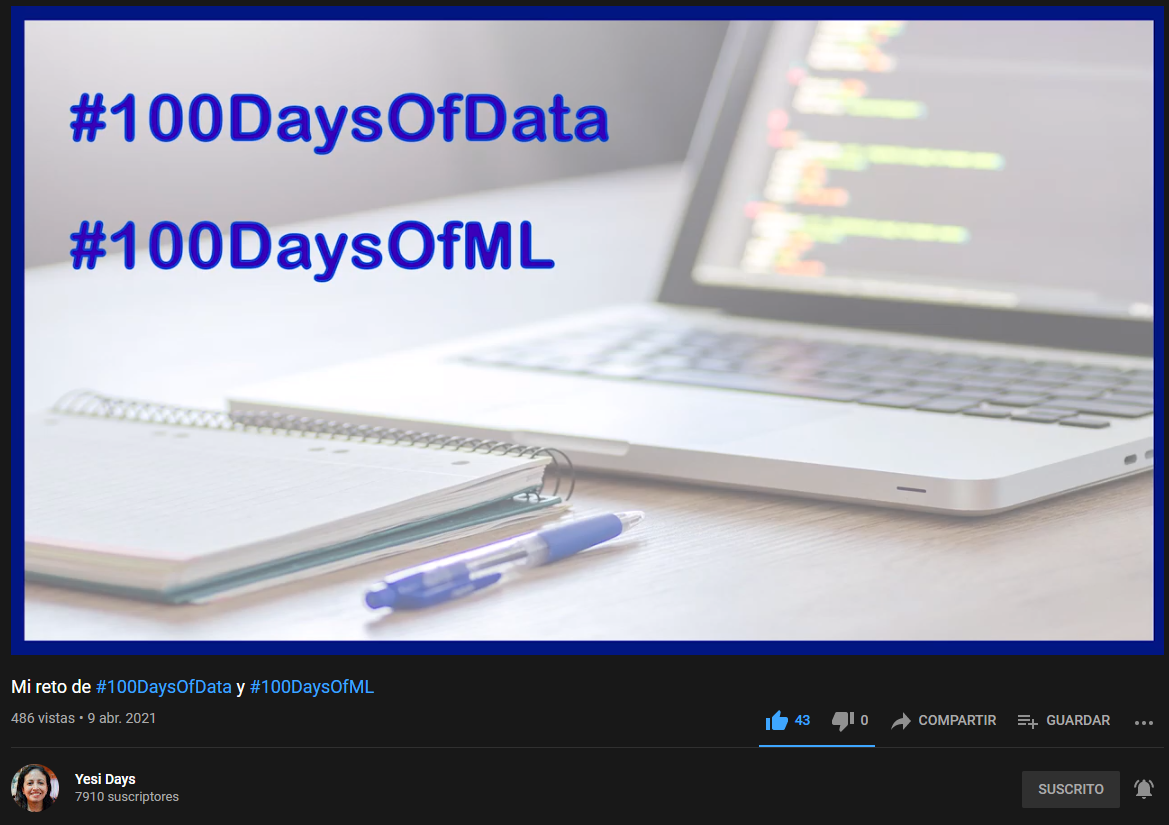 #100DaysOfData
#100DaysOfML
Mi reto de #100DaysOfData y #100DaysOfML
486 vistas • 9 abr. 2021
43
0
COMPARTIR
GUARDAR
Yesi Days
7910 suscriptores
SUSCRITO